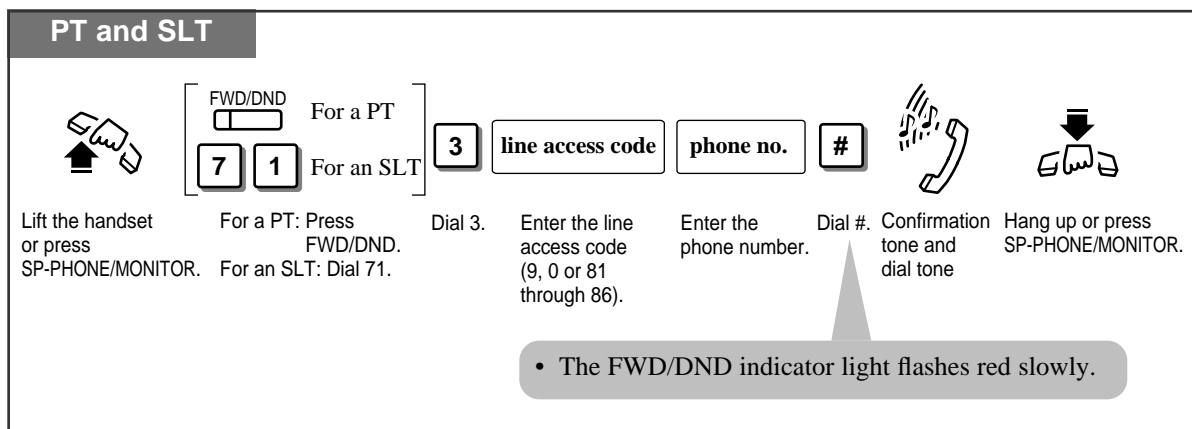 PT and SLT
FWD/DND
For a PT
7 1 For an SLT
3
line access code
phone no.
#
Lift the handset
or press
SP-PHONE/MONITOR.
For a PT: Press
FWD/DND.
For an SLT: Dial 71.
Dial 3.
Enter the line
access code
(9, 0 or 81
through 86).
Enter the
phone number.
Dial #.
Confirmation
tone and
dial tone
Hang up or press
SP-PHONE/MONITOR.
• The FWD/DND indicator light flashes red slowly.